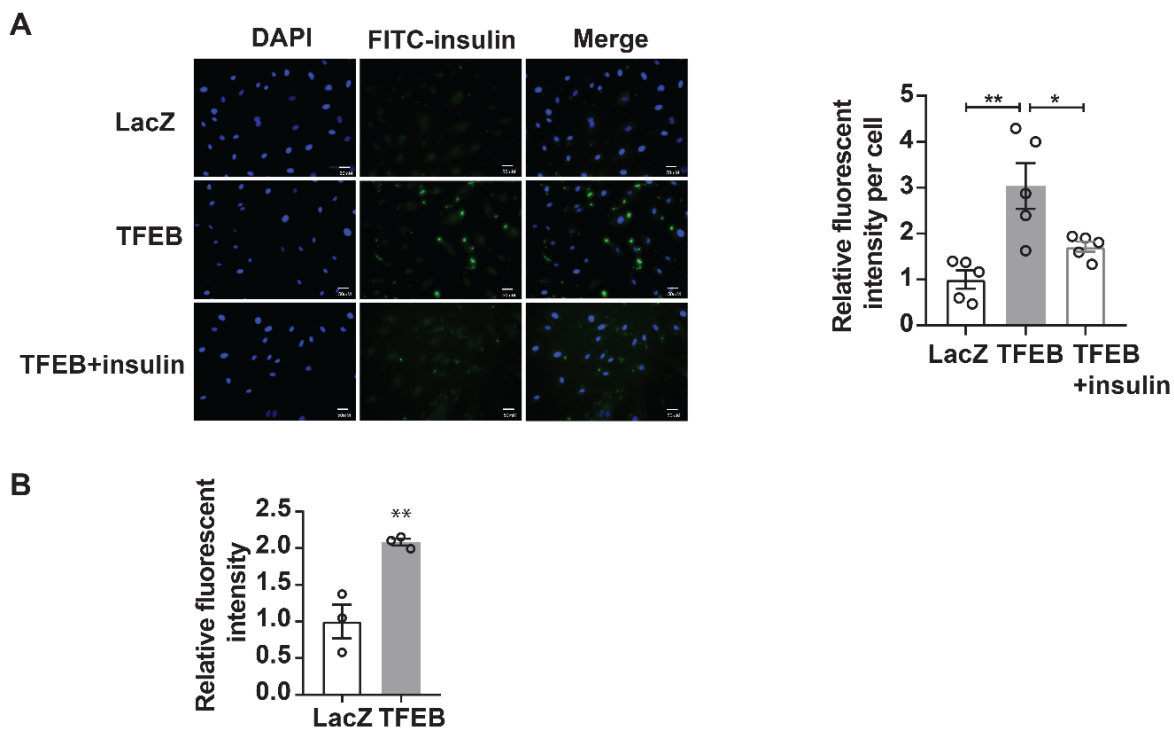 A
DAPI FITC-insulin Merge
LacZ
TFEB
TFEB+insulin
Relative fluorescent
intensity per cell
5
4
3
2
1
0
** *
LacZ TFEB TFEB
+insulin
B
Relative fluorescent
intensity
2.5
2.0
1.5
1.0
0.5
0.0
**
LacZ TFEB